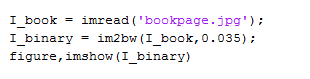 I_book = imread('bookpage.jpg');
I_binary = im2bw(I_book,0.035);
figure,imshow(I_binary)